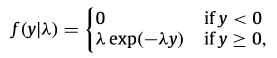 f(y|λ) = {0 if y < 0
λ exp(−λy) if y ≥ 0,